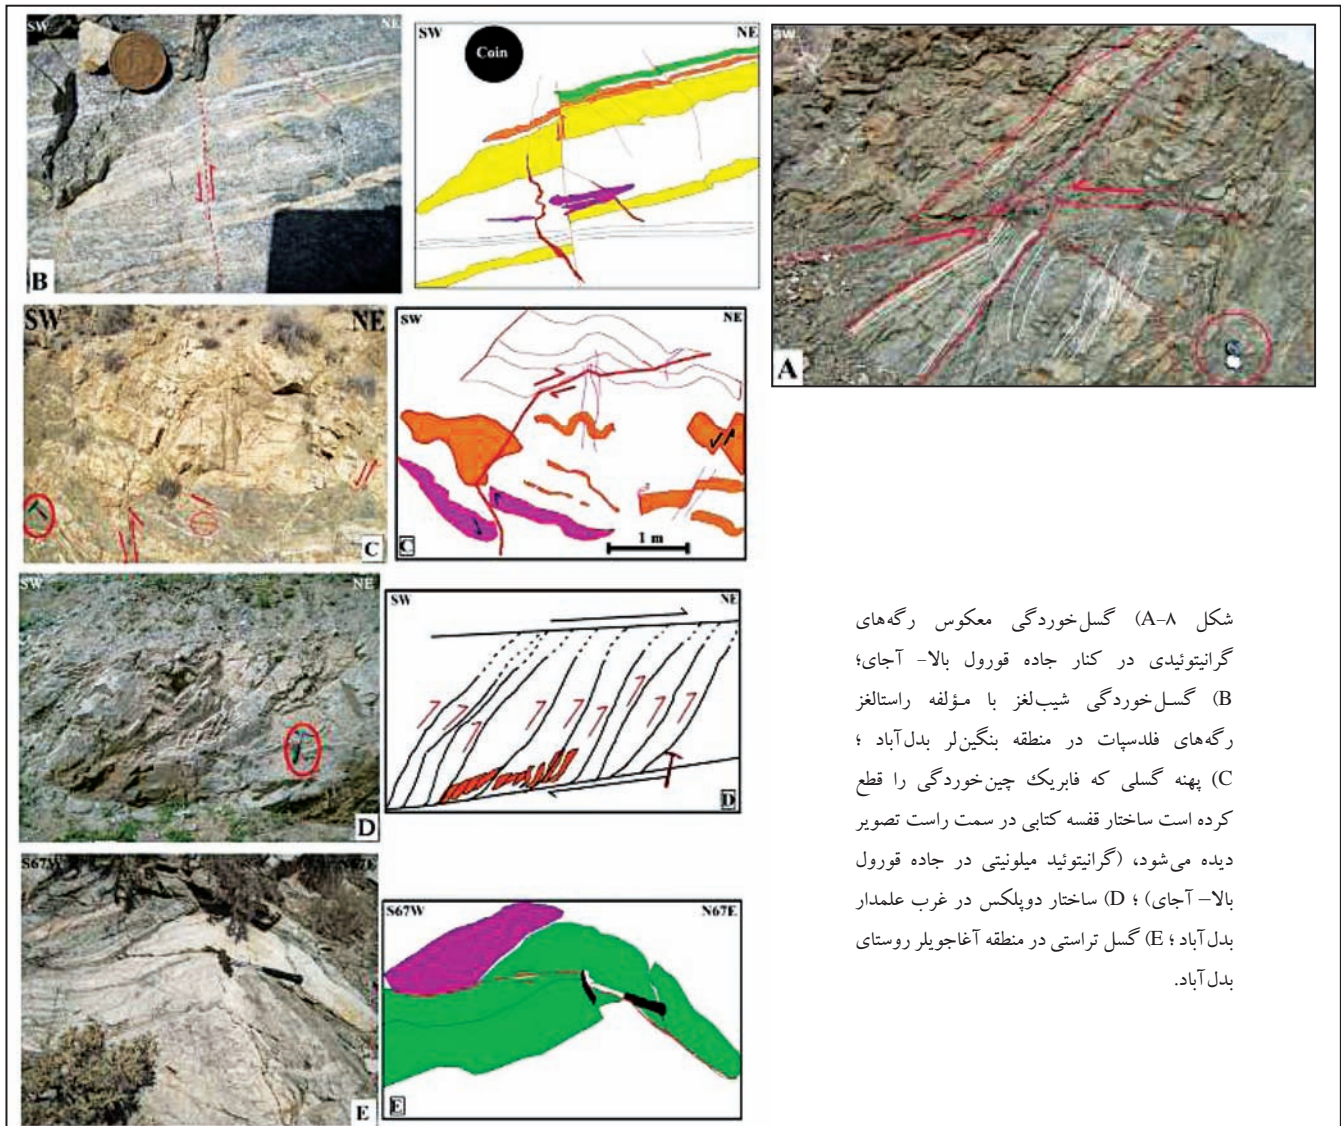 SW
NE
B
SW
NE
Coin
SW
A
SW
NE
C
SW
NE
1 m
C
SW
NE
D
SW
NE
D
S67W
N67E
E
S67W
N67E
E
شکل ۸-A) گسل‌خوردگی معکوس رگه‌های
گرانیتوئیدی در کنار جاده قورول بالا- آجای؛
B) گسل‌خوردگی شیب‌لغز با مؤلفه راستالغز
رگه‌های فلدسپات در منطقه بنگین‌لر بدل‌آباد ؛
C) پهنه گسلی که فابریک چین‌خوردگی را قطع
کرده است ساختار قفسه کتابی در سمت راست تصویر
دیده می‌شود، (گرانیتوئید میلونیتی در جاده قورول
بالا– آجای) ؛ D) ساختار دوپلکس در غرب علمدار
بدل‌آباد ؛ E) گسل تراستی در منطقه آغاجویلر روستای
بدل‌آباد.